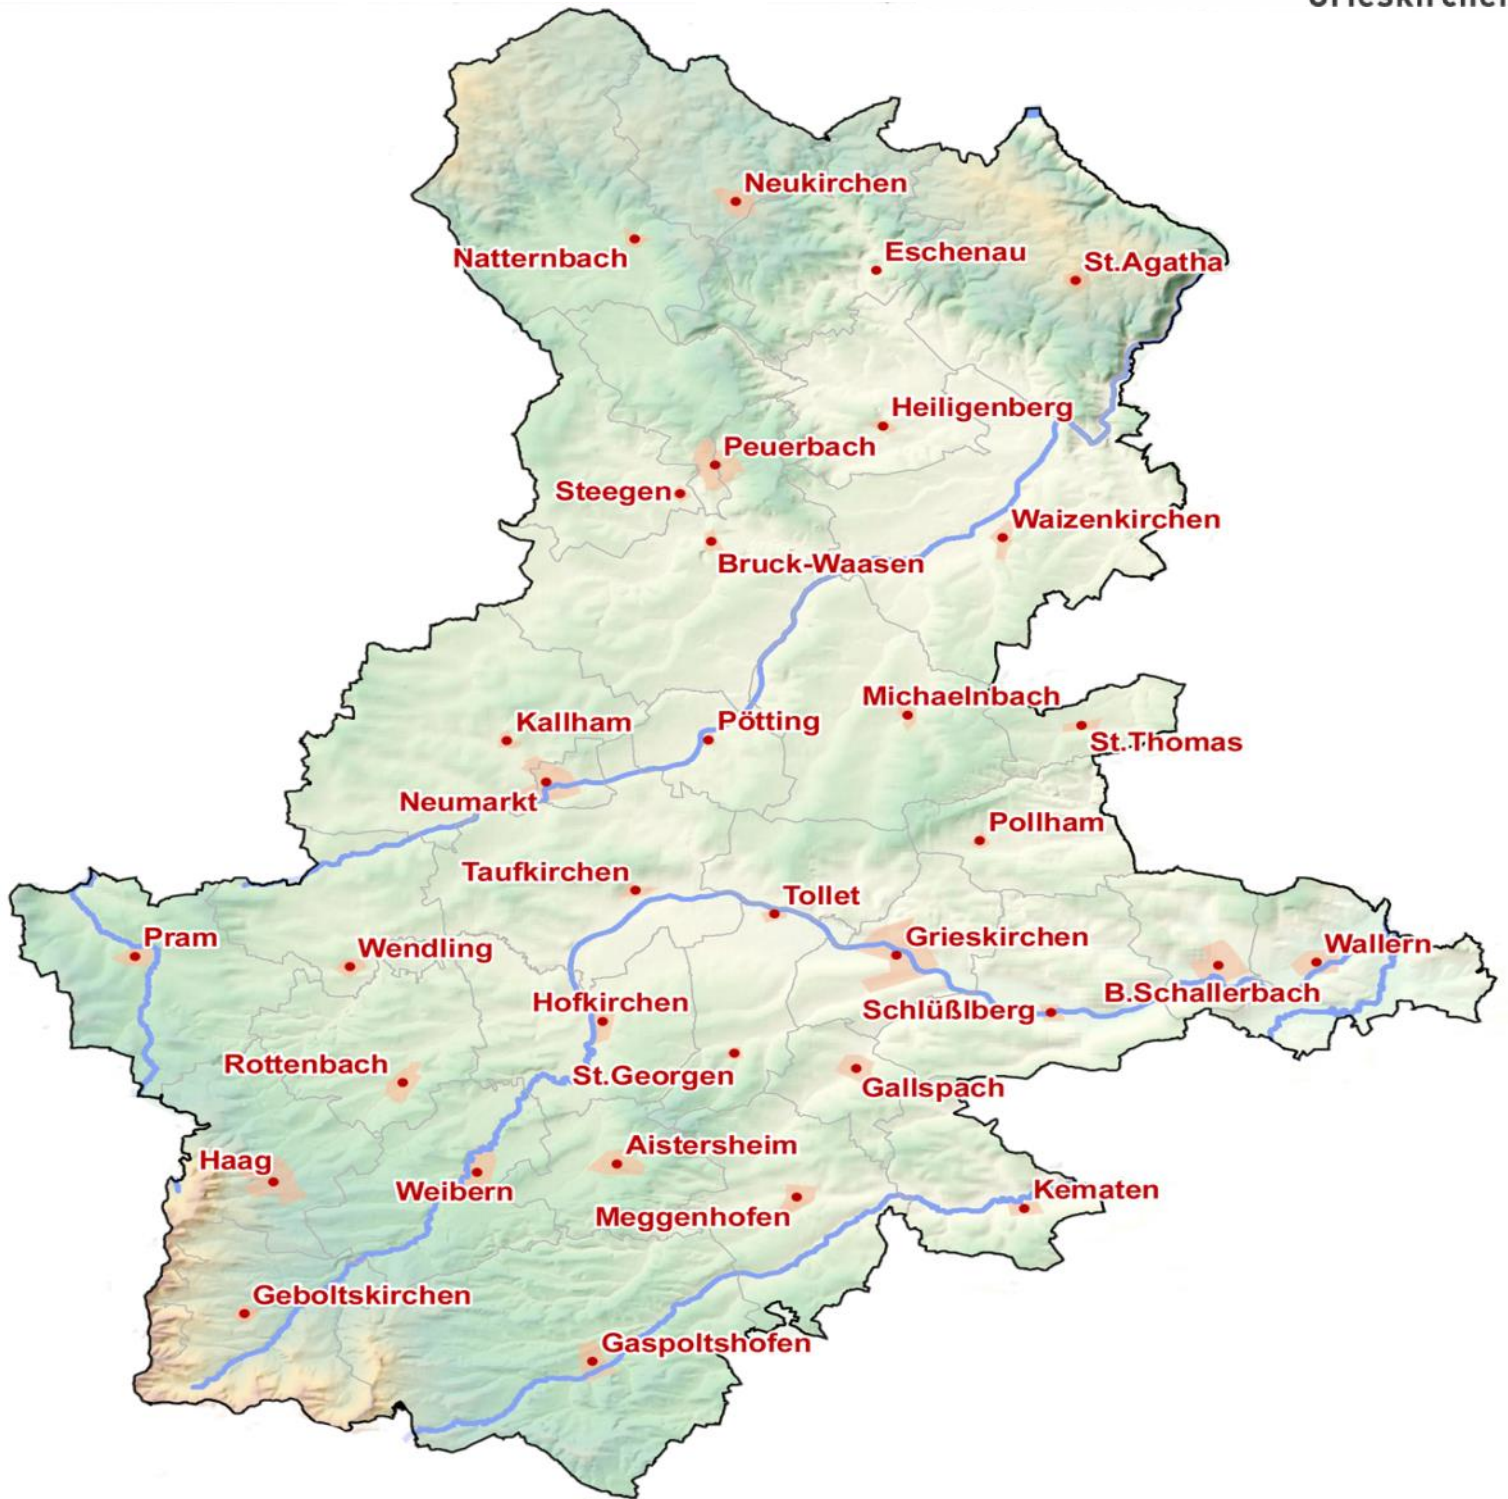 Neukirchen
Natternbach
Eschenau
St.Agatha
Heiligenberg
Peuerbach
Steegen
Waizenkirchen
Bruck-Waasen
Michaelnbach
Kallham
Pötting
St.Thomas
Neumarkt
Pollham
Taufkirchen
Tollet
Pram
Wendling
Grieskirchen
Wallern
Hofkirchen
Schlüßlberg
B.Schallerbach
Rottenbach
St.Georgen
Gallspach
Haag
Aistersheim
Weibern
Meggenhofen
Kematen
Geboltskirchen
Gaspoltshofen